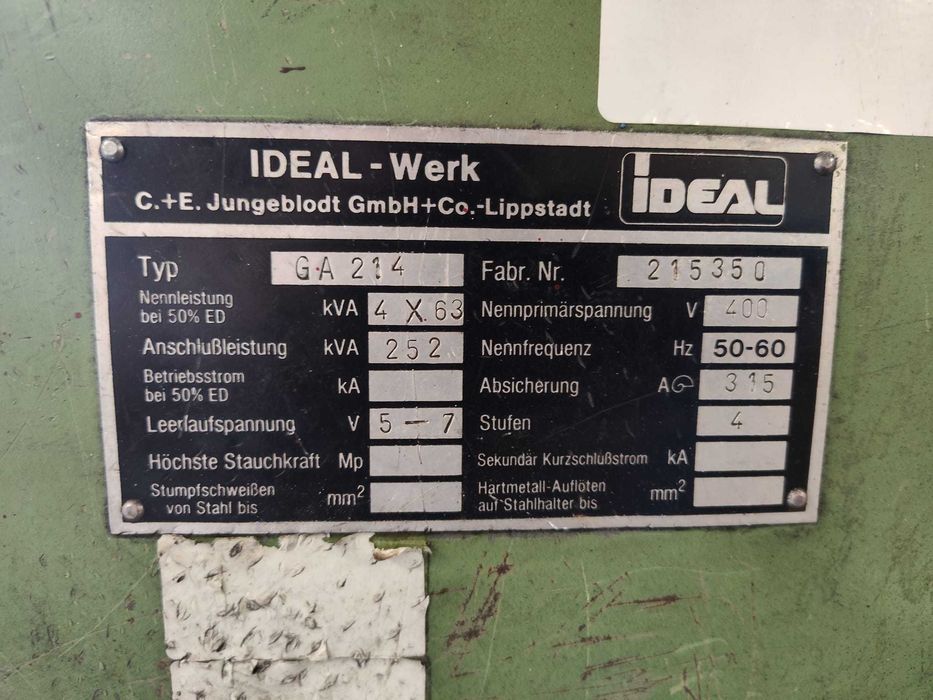 IDEAL-Werk
C.+E. Jungeblodt GmbH+Co.-Lippstadt
iDEAL
Typ GA 214 Fabr. Nr. 215350
Nennleistung bei 50% ED kVA 4 X 63 Nennprimärspannung V 400
Anschlußleistung kVA 252 Nennfrequenz Hz 50-60
Betriebsstrom bei 50% ED kA Absicherung A 315
Leerlaufspannung V 5-7 Stufen 4
Höchste Stauchkraft Mp Sekundär Kurzschlußstrom kA
Stumpfschweißen von Stahl bis mm² Hartmetall-Auflöten auf Stahlhalter bis mm²